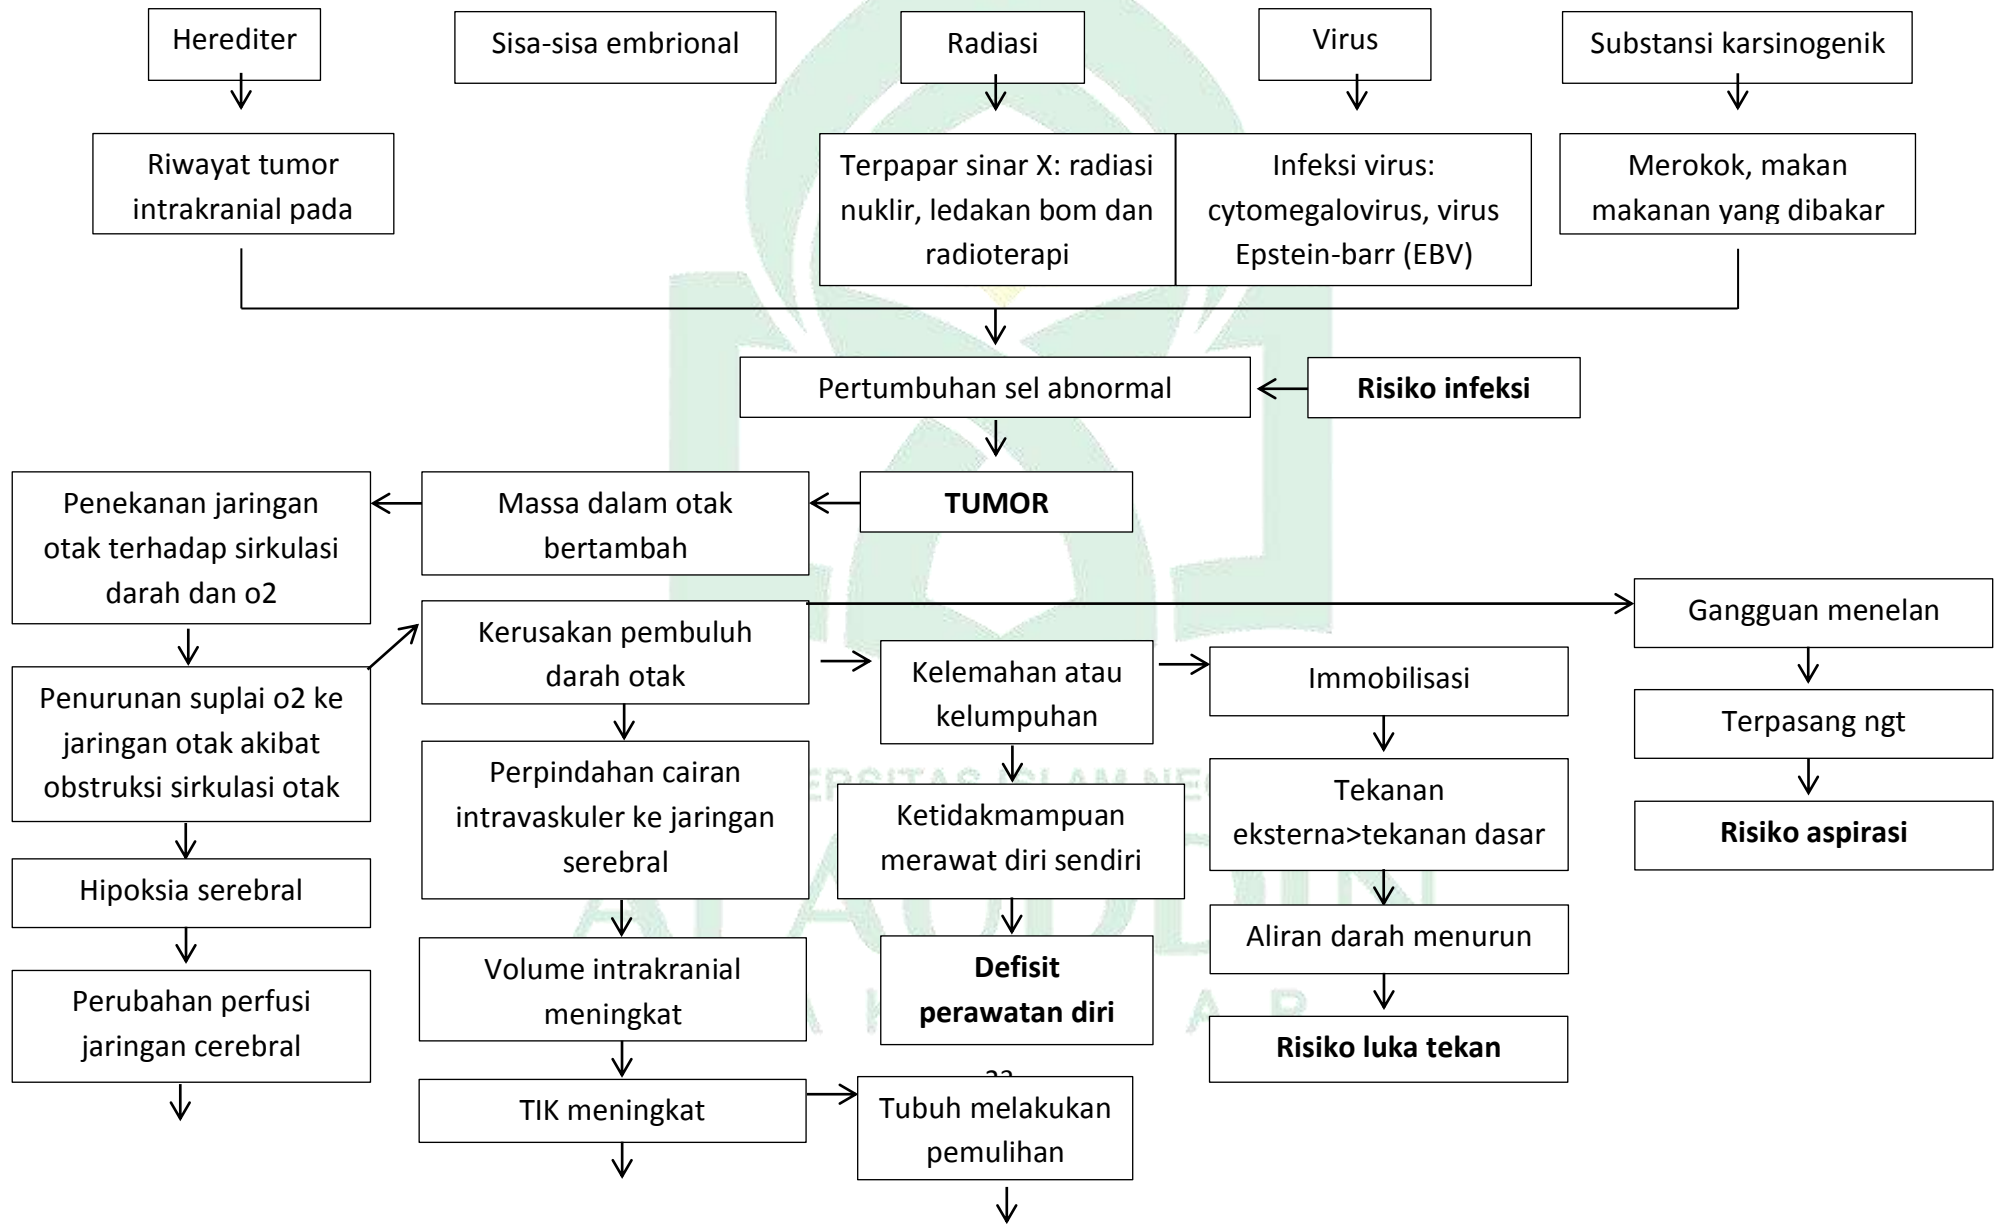 Herediter
Sisa-sisa embrional
Radiasi
Virus
Substansi karsinogenik
Riwayat tumor
intrakranial pada
Terpapar sinar X: radiasi
nuklir, ledakan bom dan
radioterapi
Infeksi virus:
cytomegalovirus, virus
Epstein-barr (EBV)
Merokok, makan
makanan yang dibakar
Pertumbuhan sel abnormal
Risiko infeksi
Penekanan jaringan
otak terhadap sirkulasi
darah dan o2
Massa dalam otak
bertambah
TUMOR
Kerusakan pembuluh
darah otak
Gangguan menelan
Kelemahan atau
kelumpuhan
Immobilisasi
Penurunan suplai o2 ke
jaringan otak akibat
obstruksi sirkulasi otak
Terpasang ngt
Perpindahan cairan
intravaskuler ke jaringan
serebral
Ketidakmampuan
merawat diri sendiri
Tekanan
eksterna>tekanan dasar
Risiko aspirasi
Hipoksia serebral
Aliran darah menurun
Volume intrakranial
meningkat
Defisit
perawatan diri
Perubahan perfusi
jaringan cerebral
Risiko luka tekan
TIK meningkat
Tubuh melakukan
pemulihan